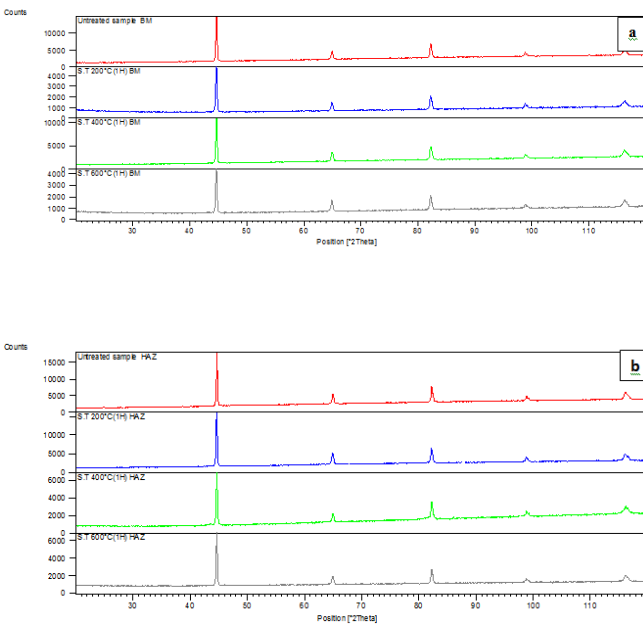 Counts
Untreated sample BM
a
10000
5000
0
S.T 200°C(1H) BM
4000
3000
2000
1000
0
S.T 400°C(1H) BM
10000
5000
0
S.T 600°C(1H) BM
4000
3000
2000
1000
0
30 40 50 60 70 80 90 100 110
Position [°2Theta]
Counts
Untreated sample HAZ
b
15000
10000
5000
0
S.T 200°C(1H) HAZ
10000
5000
0
S.T 400°C(1H) HAZ
6000
4000
2000
0
S.T 600°C(1H) HAZ
6000
4000
2000
0
30 40 50 60 70 80 90 100 110
Position [°2Theta]